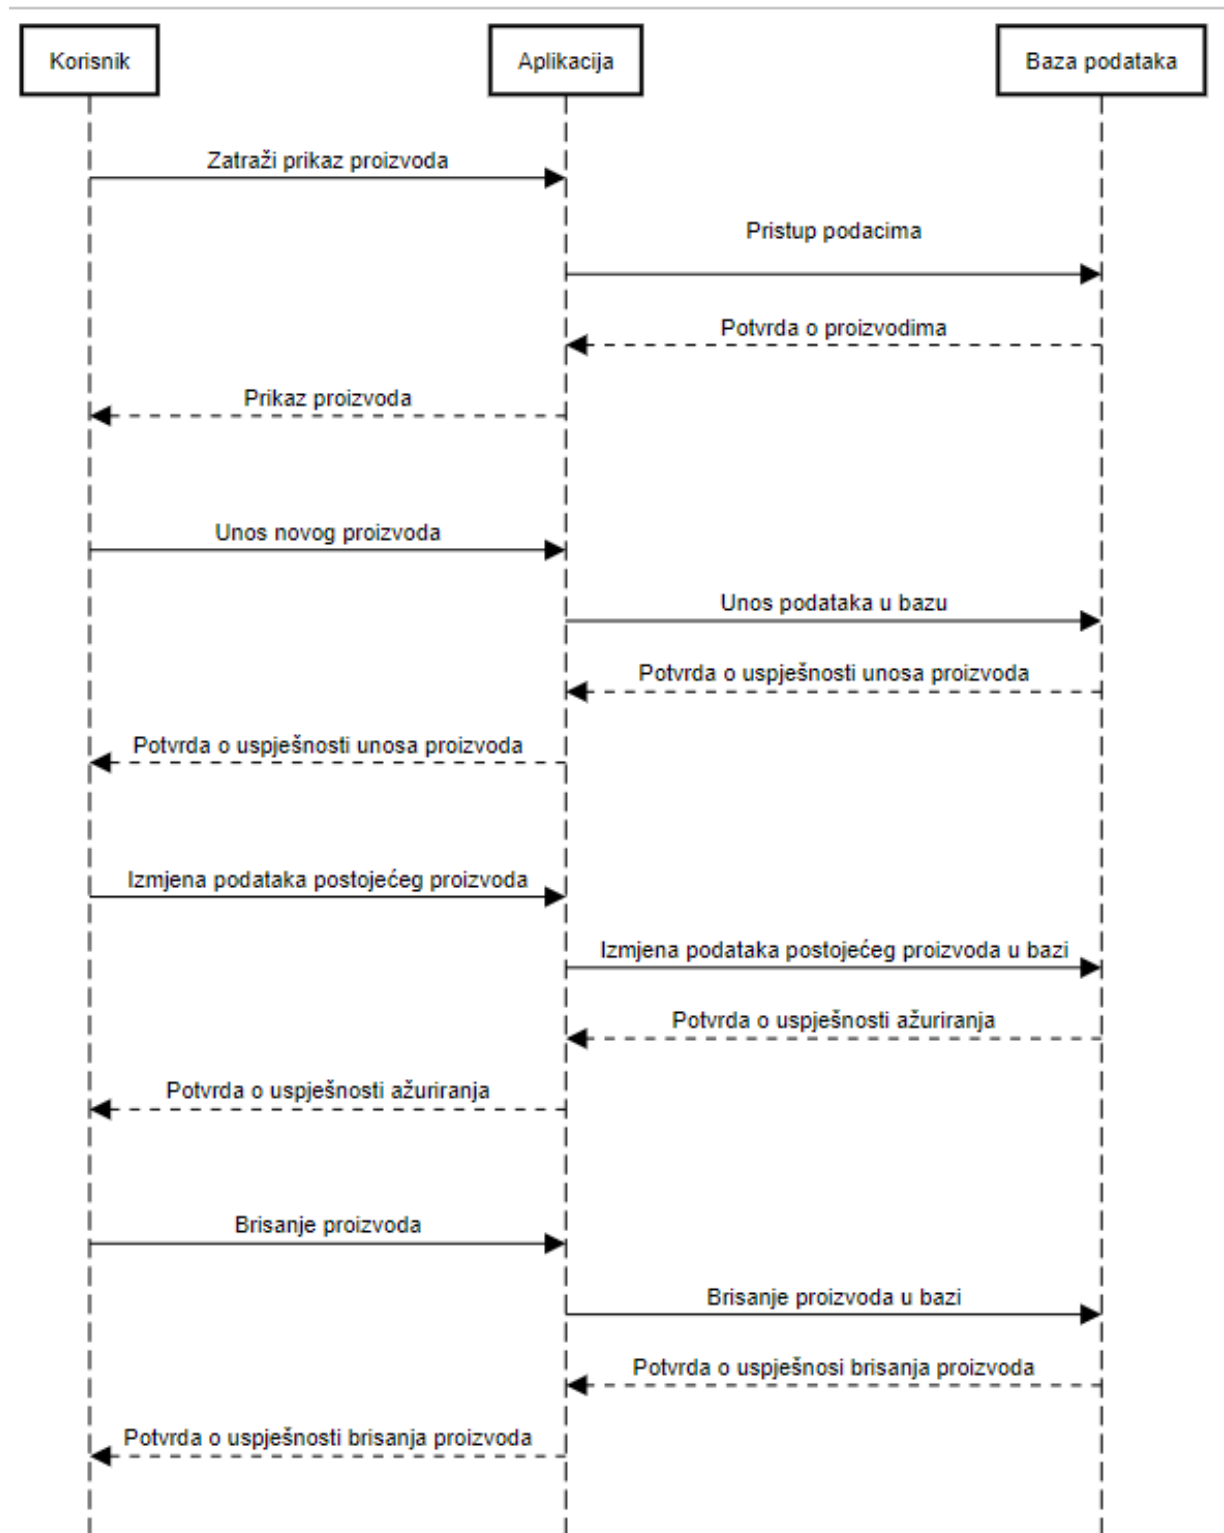 Korisnik
Aplikacija
Baza podataka
Zatraži prikaz proizvoda
Pristup podacima
Potvrda o proizvodima
Prikaz proizvoda
Unos novog proizvoda
Unos podataka u bazu
Potvrda o uspješnosti unosa proizvoda
Potvrda o uspješnosti unosa proizvoda
Izmjena podataka postojećeg proizvoda
Izmjena podataka postojećeg proizvoda u bazi
Potvrda o uspješnosti ažuriranja
Potvrda o uspješnosti ažuriranja
Brisanje proizvoda
Brisanje proizvoda u bazi
Potvrda o uspješnosi brisanja proizvoda
Potvrda o uspješnosti brisanja proizvoda